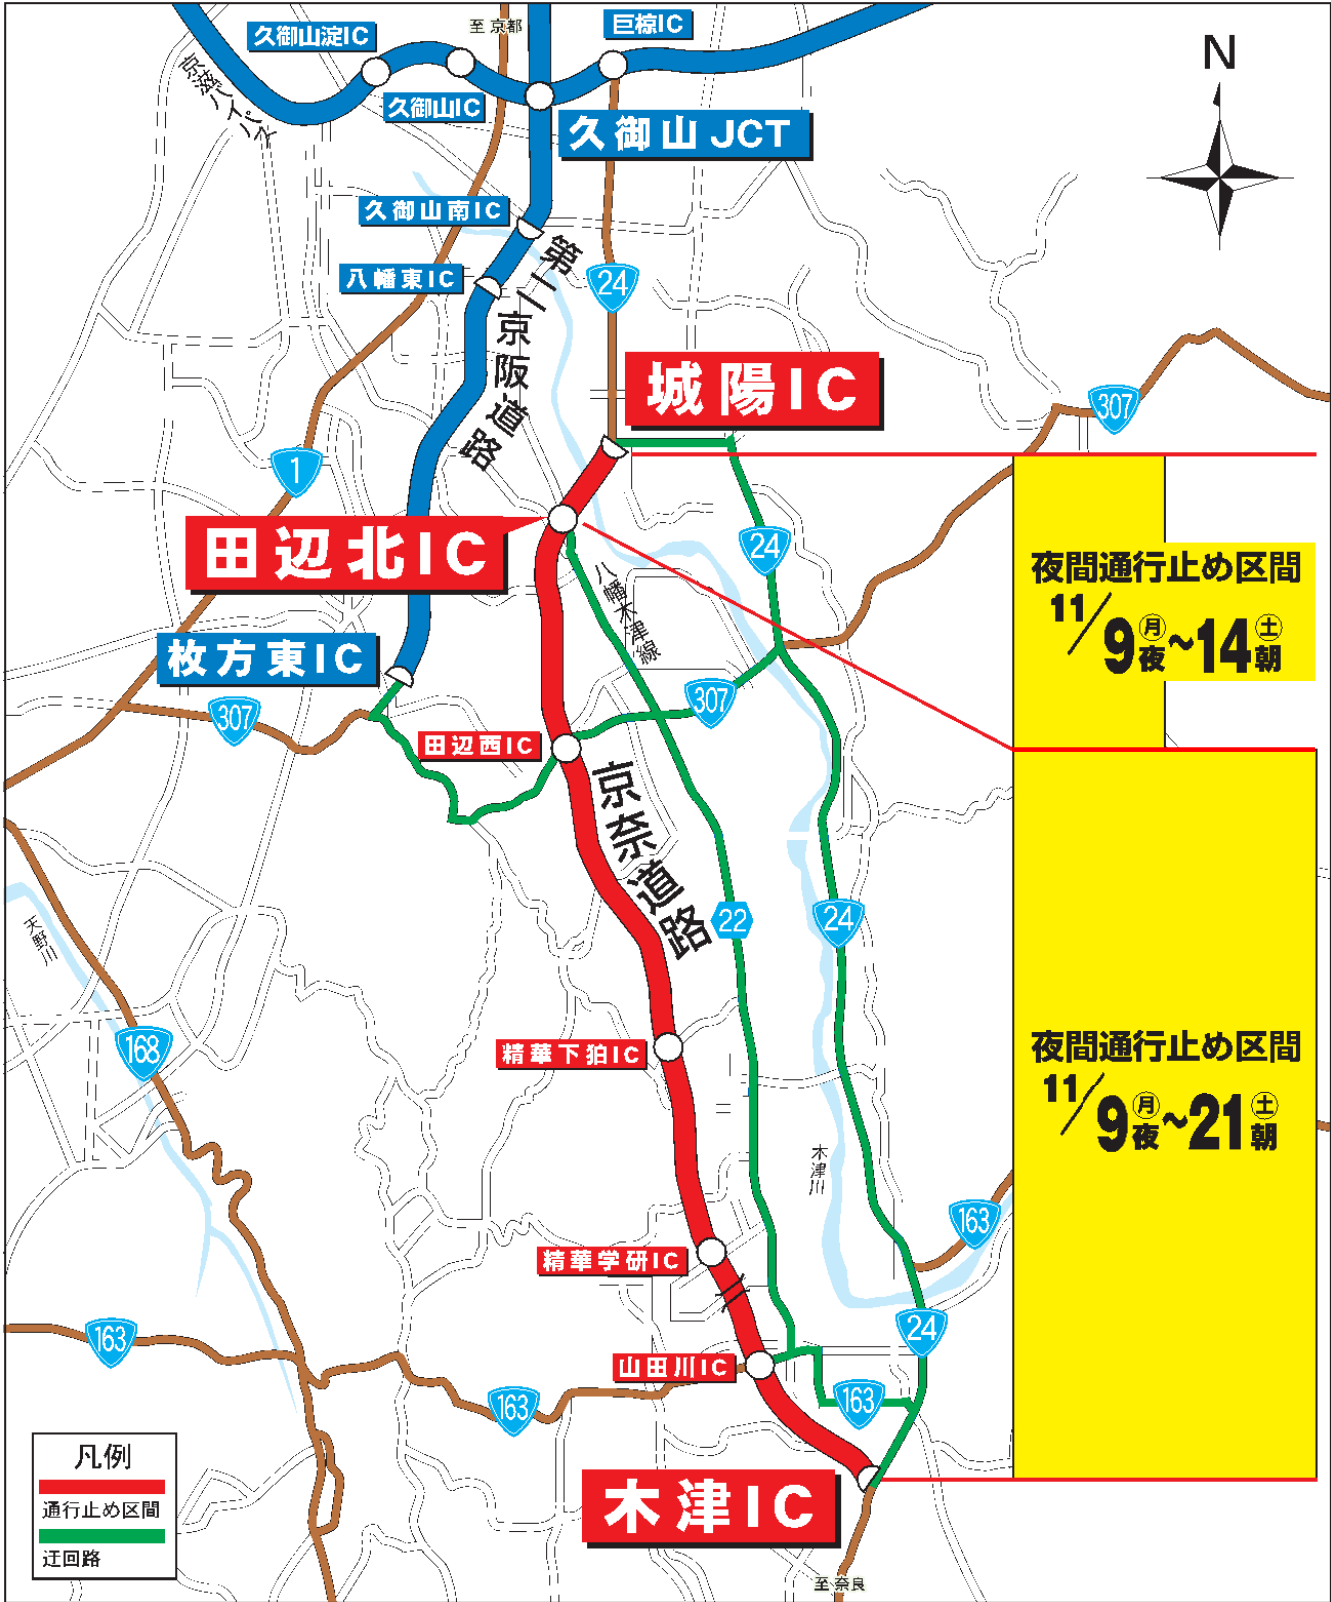 久御山淀IC
至 京都
巨椋IC
N
京滋バイパス
久御山IC
久御山 JCT
久御山南IC
八幡東IC
第二京阪道路
24
城陽IC
307
1
田辺北IC
24
八幡木津線
夜間通行止め区間
11/9㊊夜~14㊏朝
枚方東IC
307
307
田辺西IC
京奈道路
22
24
天野川
168
精華下狛IC
夜間通行止め区間
11/9㊊夜~21㊏朝
木津川
163
精華学研IC
24
163
山田川IC
163
163
凡例
通行止め区間
迂回路
木津IC
至 奈良